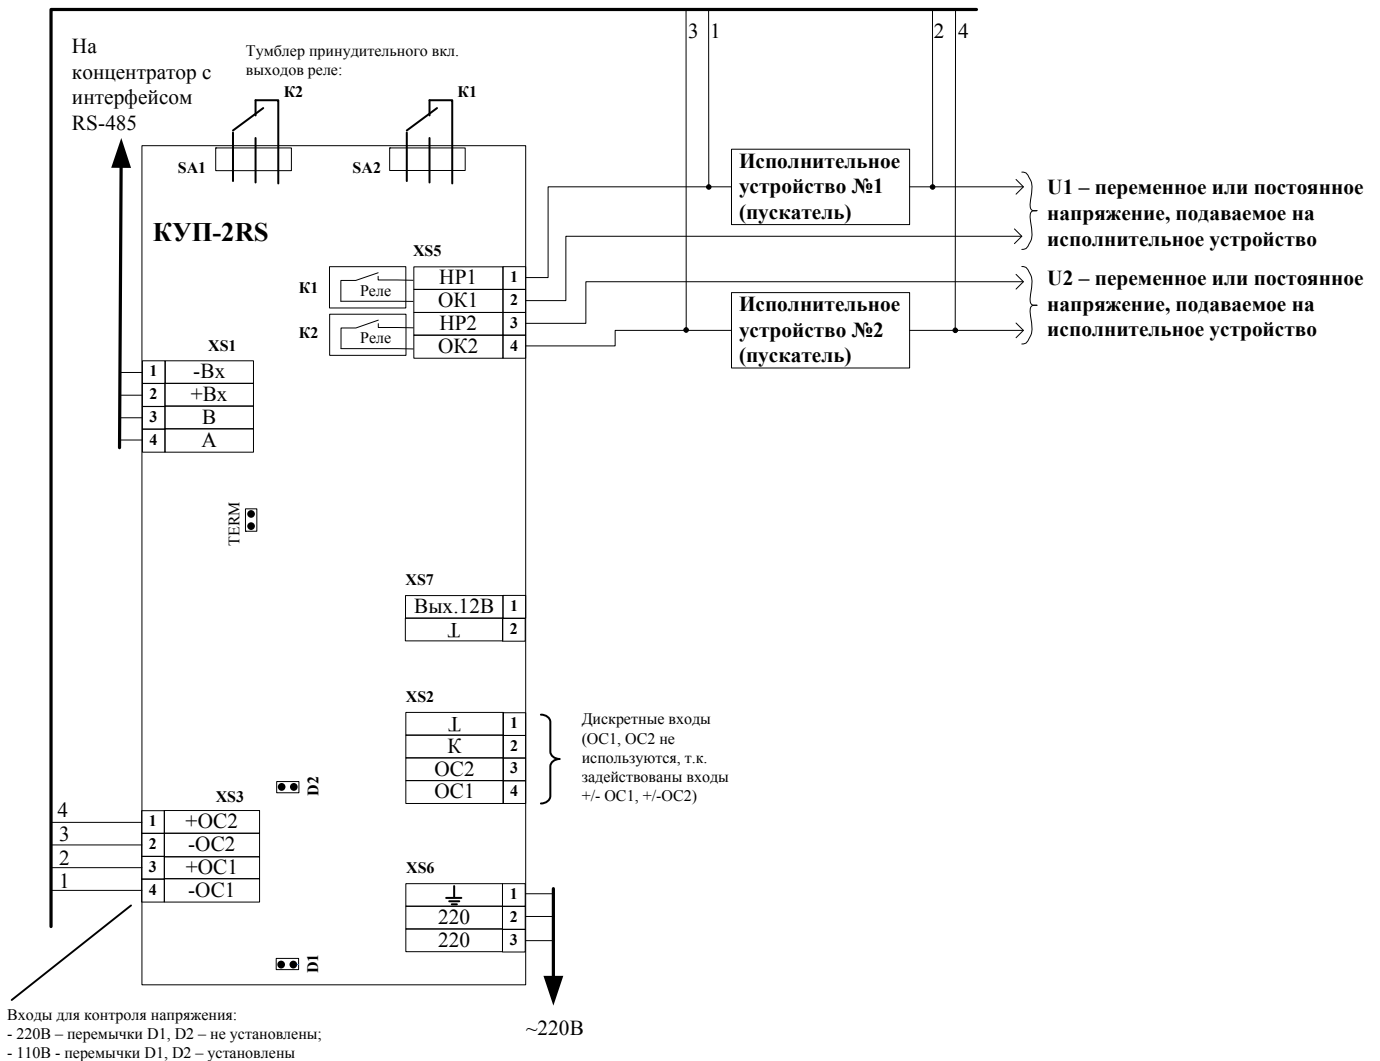 3
1
2
4
На
концентратор с
интерфейсом
RS-485
Тумблер принудительного вкл.
выходов реле:
К2
К1
SA1
SA2
КУП-2RS
Исполнительное
устройство №1
(пускатель)
U1 – переменное или постоянное
напряжение, подаваемое на
исполнительное устройство
XS5
К1
Реле
НР1
1
ОК1
2
К2
Реле
НР2
3
ОК2
4
Исполнительное
устройство №2
(пускатель)
U2 – переменное или постоянное
напряжение, подаваемое на
исполнительное устройство
XS1
1
-Вх
2
+Вх
3
В
4
А
TERM
XS7
Вых.12В
1
⊥
2
XS2
⊥
1
К
2
ОС2
3
ОС1
4
Дискретные входы
(ОС1, ОС2 не
используются, т.к.
задействованы входы
+/- ОС1, +/-ОС2)
D2
XS3
4
1
+ОС2
3
2
-ОС2
2
3
+ОС1
1
4
-ОС1
XS6
1
220
2
220
3
D1
~220В
Входы для контроля напряжения:
- 220В – перемычки D1, D2 – не установлены;
- 110В - перемычки D1, D2 – установлены